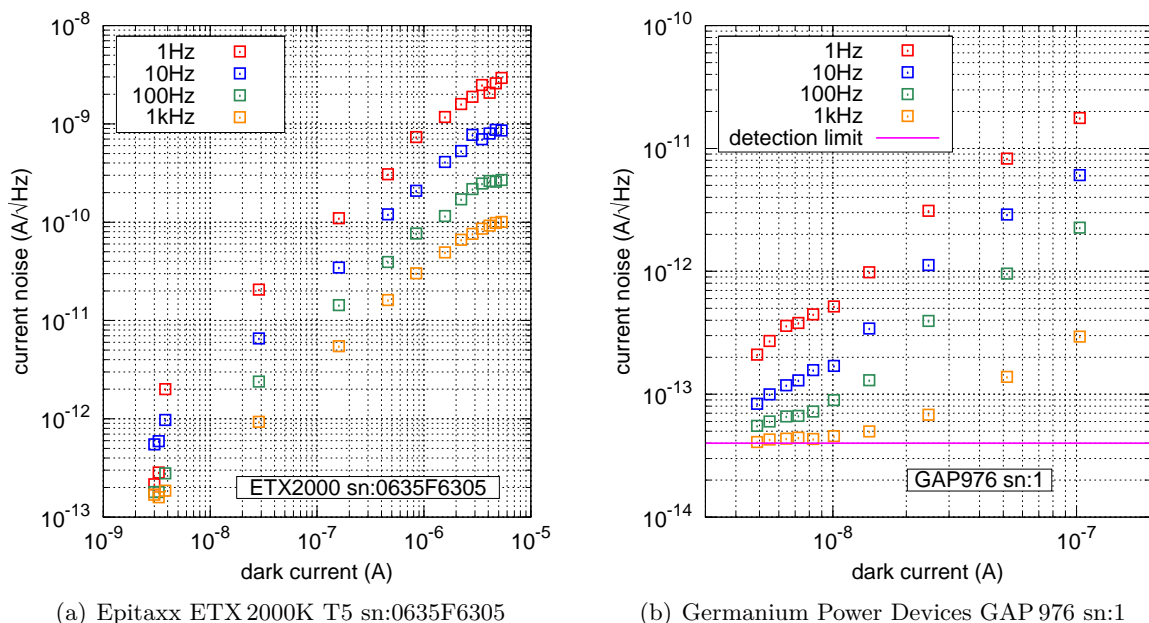 10⁻⁸
10⁻⁹
10⁻¹⁰
10⁻¹¹
10⁻¹²
10⁻¹³
current noise (A/√Hz)
1Hz
10Hz
100Hz
1kHz
ETX2000 sn:0635F6305
10⁻⁹ 10⁻⁸ 10⁻⁷ 10⁻⁶ 10⁻⁵
dark current (A)
(a) Epitaxx ETX 2000K T5 sn:0635F6305
10⁻¹⁰
10⁻¹¹
10⁻¹²
10⁻¹³
10⁻¹⁴
current noise (A/√Hz)
1Hz
10Hz
100Hz
1kHz
detection limit
GAP976 sn:1
10⁻⁸ 10⁻⁷
dark current (A)
(b) Germanium Power Devices GAP 976 sn:1